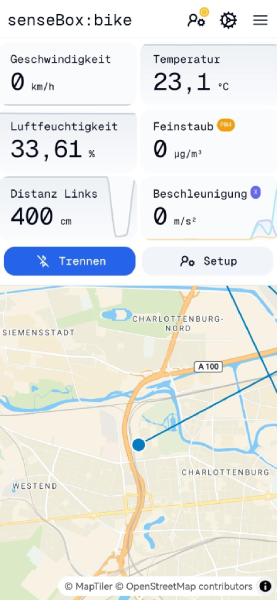 senseBox:bike
Geschwindigkeit
0 km/h
Temperatur
23,1 °C
Luftfeuchtigkeit
33,61 %
Feinstaub PM4
0 µg/m³
Distanz Links
400 cm
Beschleunigung X
0 m/s²
Trennen
Setup
CHARLOTTENBURG-
NORD
SIEMENSSTADT
A 100
CHARLOTTENBURG
WESTEND
© MapTiler © OpenStreetMap contributors